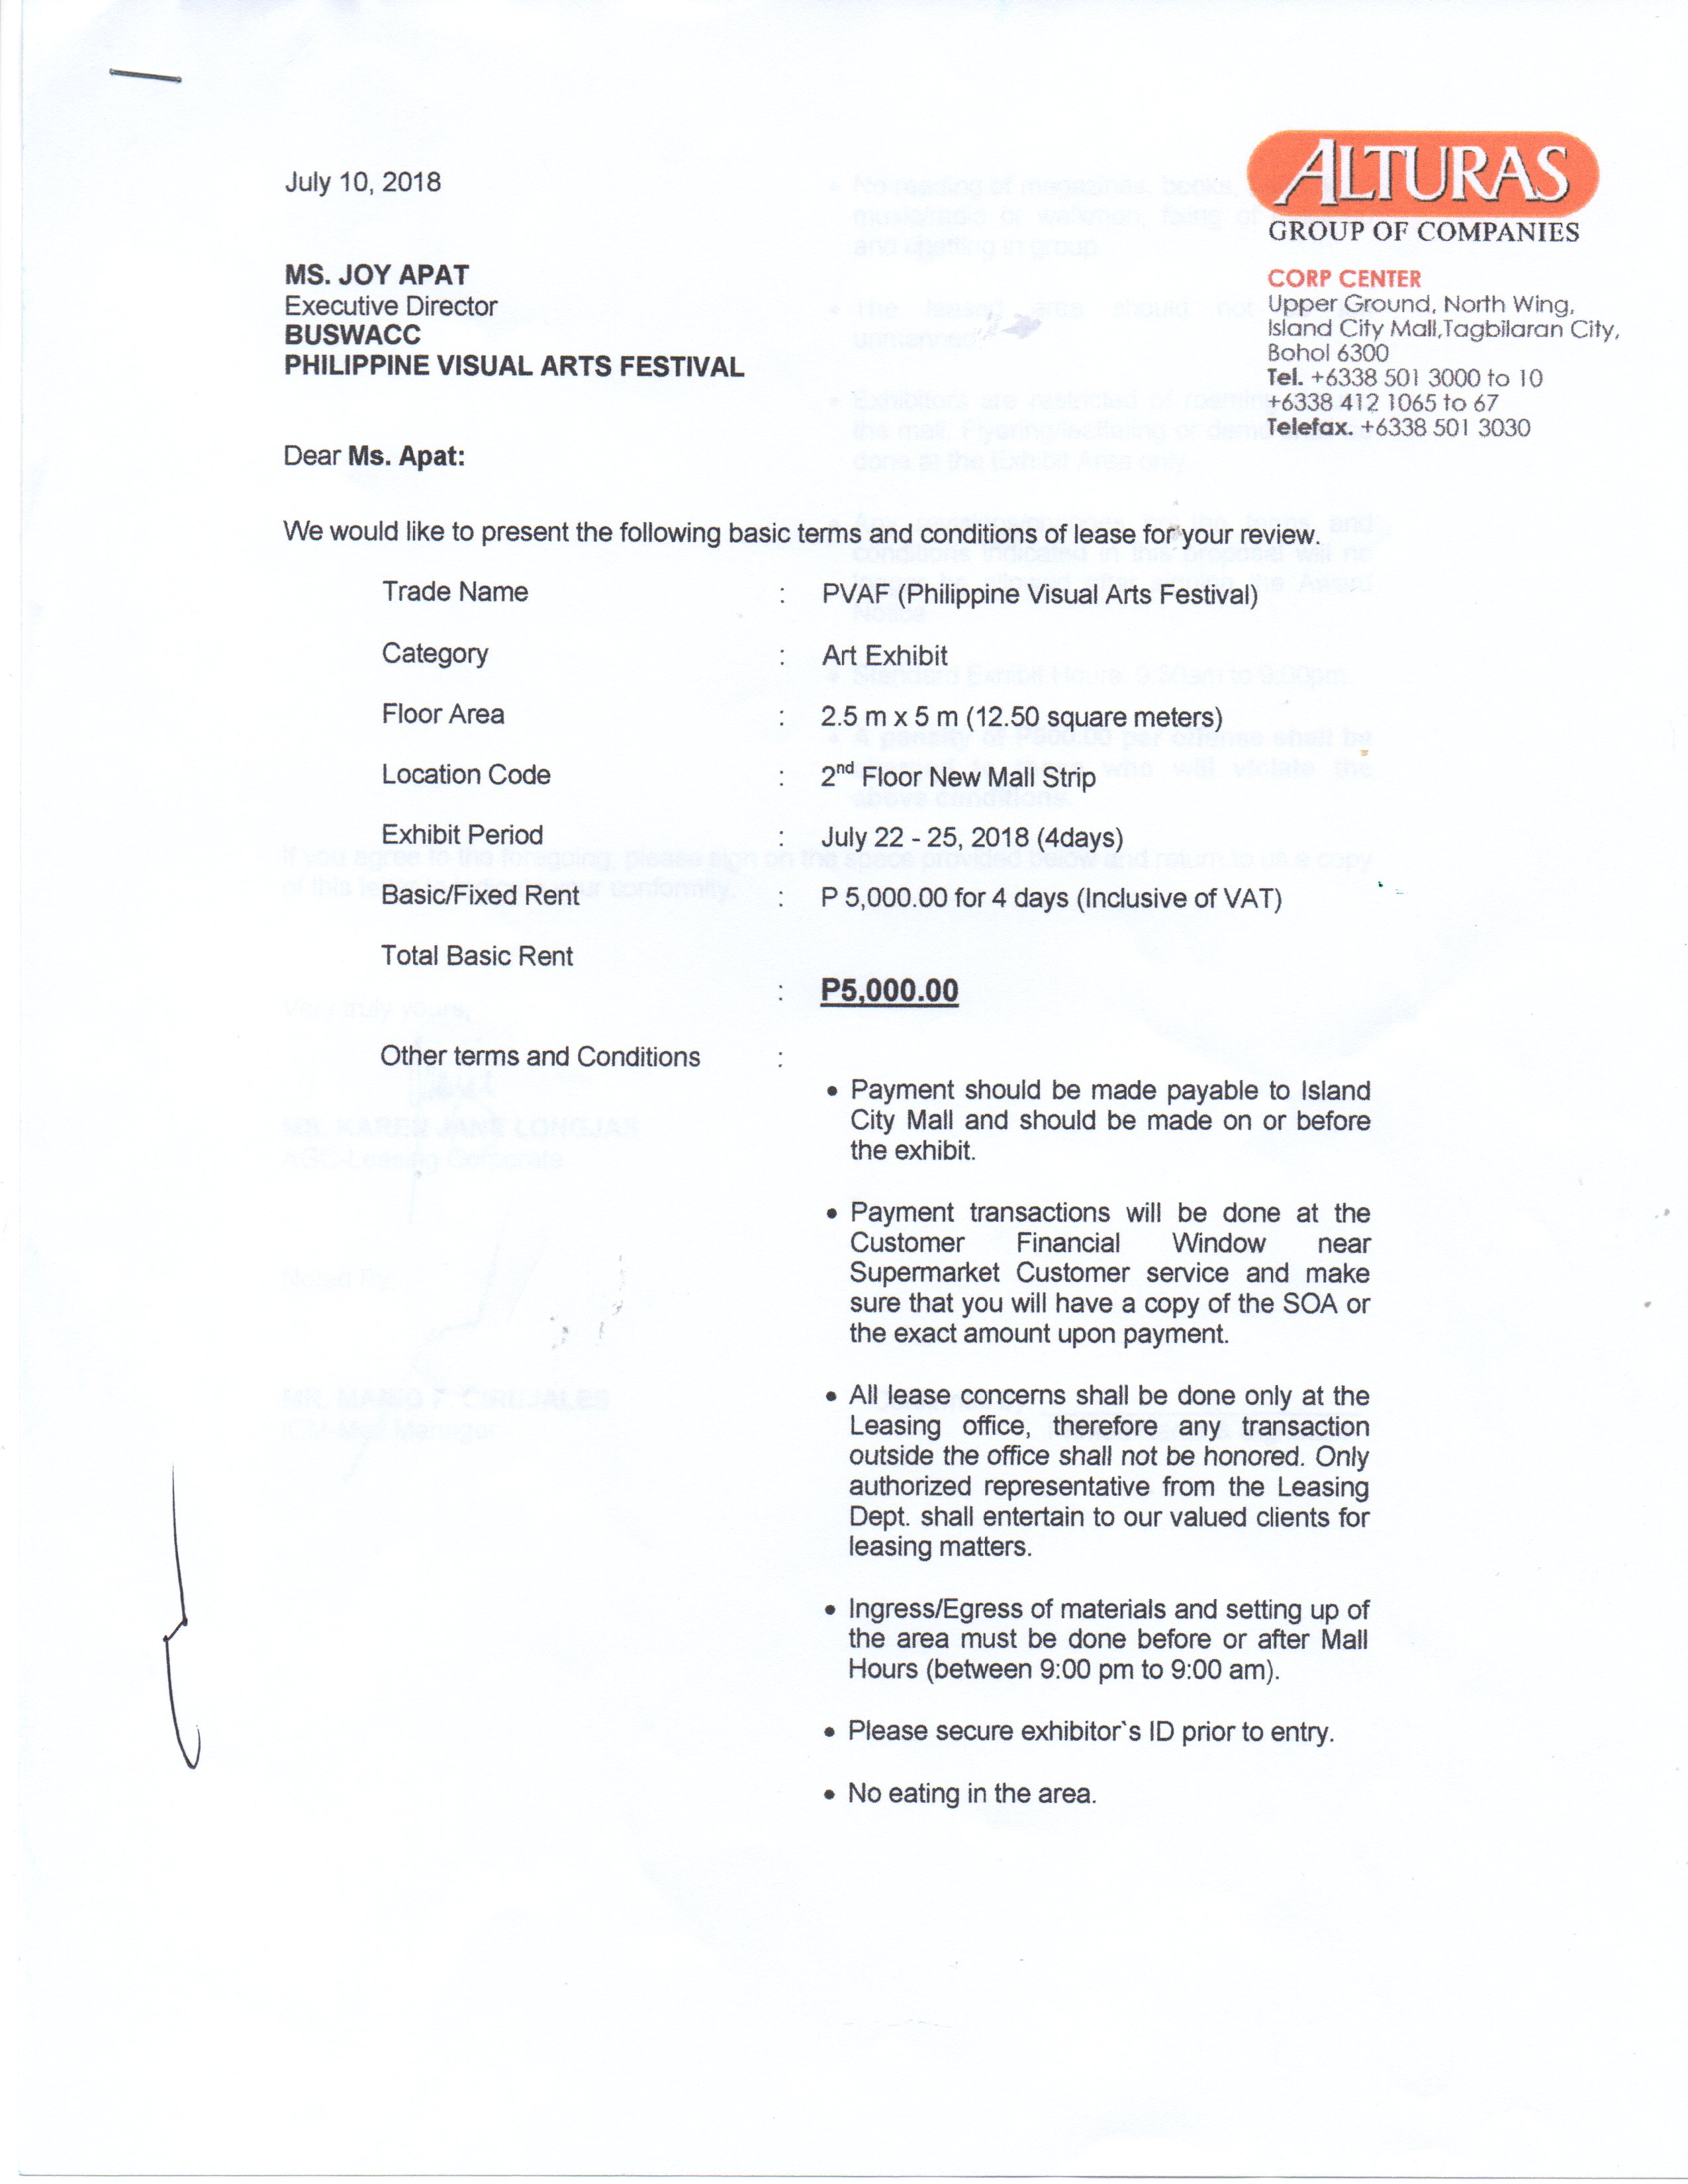 July 10, 2018
ALTURAS
GROUP OF COMPANIES
CORP CENTER
Upper Ground, North Wing,
Island City Mall,Tagbilaran City,
Bohol 6300
Tel. +6338 501 3000 to 10
+6338 412 1065 to 67
Telefax. +6338 501 3030
MS. JOY APAT
Executive Director
BUSWACC
PHILIPPINE VISUAL ARTS FESTIVAL
Dear Ms. Apat:
We would like to present the following basic terms and conditions of lease for your review.
Trade Name : PVAF (Philippine Visual Arts Festival)
Category : Art Exhibit
Floor Area : 2.5 m x 5 m (12.50 square meters)
Location Code : 2nd Floor New Mall Strip
Exhibit Period : July 22 - 25, 2018 (4days)
Basic/Fixed Rent : P 5,000.00 for 4 days (Inclusive of VAT)
Total Basic Rent
: P5,000.00
Other terms and Conditions :
• Payment should be made payable to Island
City Mall and should be made on or before
the exhibit.
• Payment transactions will be done at the
Customer Financial Window near
Supermarket Customer service and make
sure that you will have a copy of the SOA or
the exact amount upon payment.
• All lease concerns shall be done only at the
Leasing office, therefore any transaction
outside the office shall not be honored. Only
authorized representative from the Leasing
Dept. shall entertain to our valued clients for
leasing matters.
• Ingress/Egress of materials and setting up of
the area must be done before or after Mall
Hours (between 9:00 pm to 9:00 am).
• Please secure exhibitor`s ID prior to entry.
• No eating in the area.